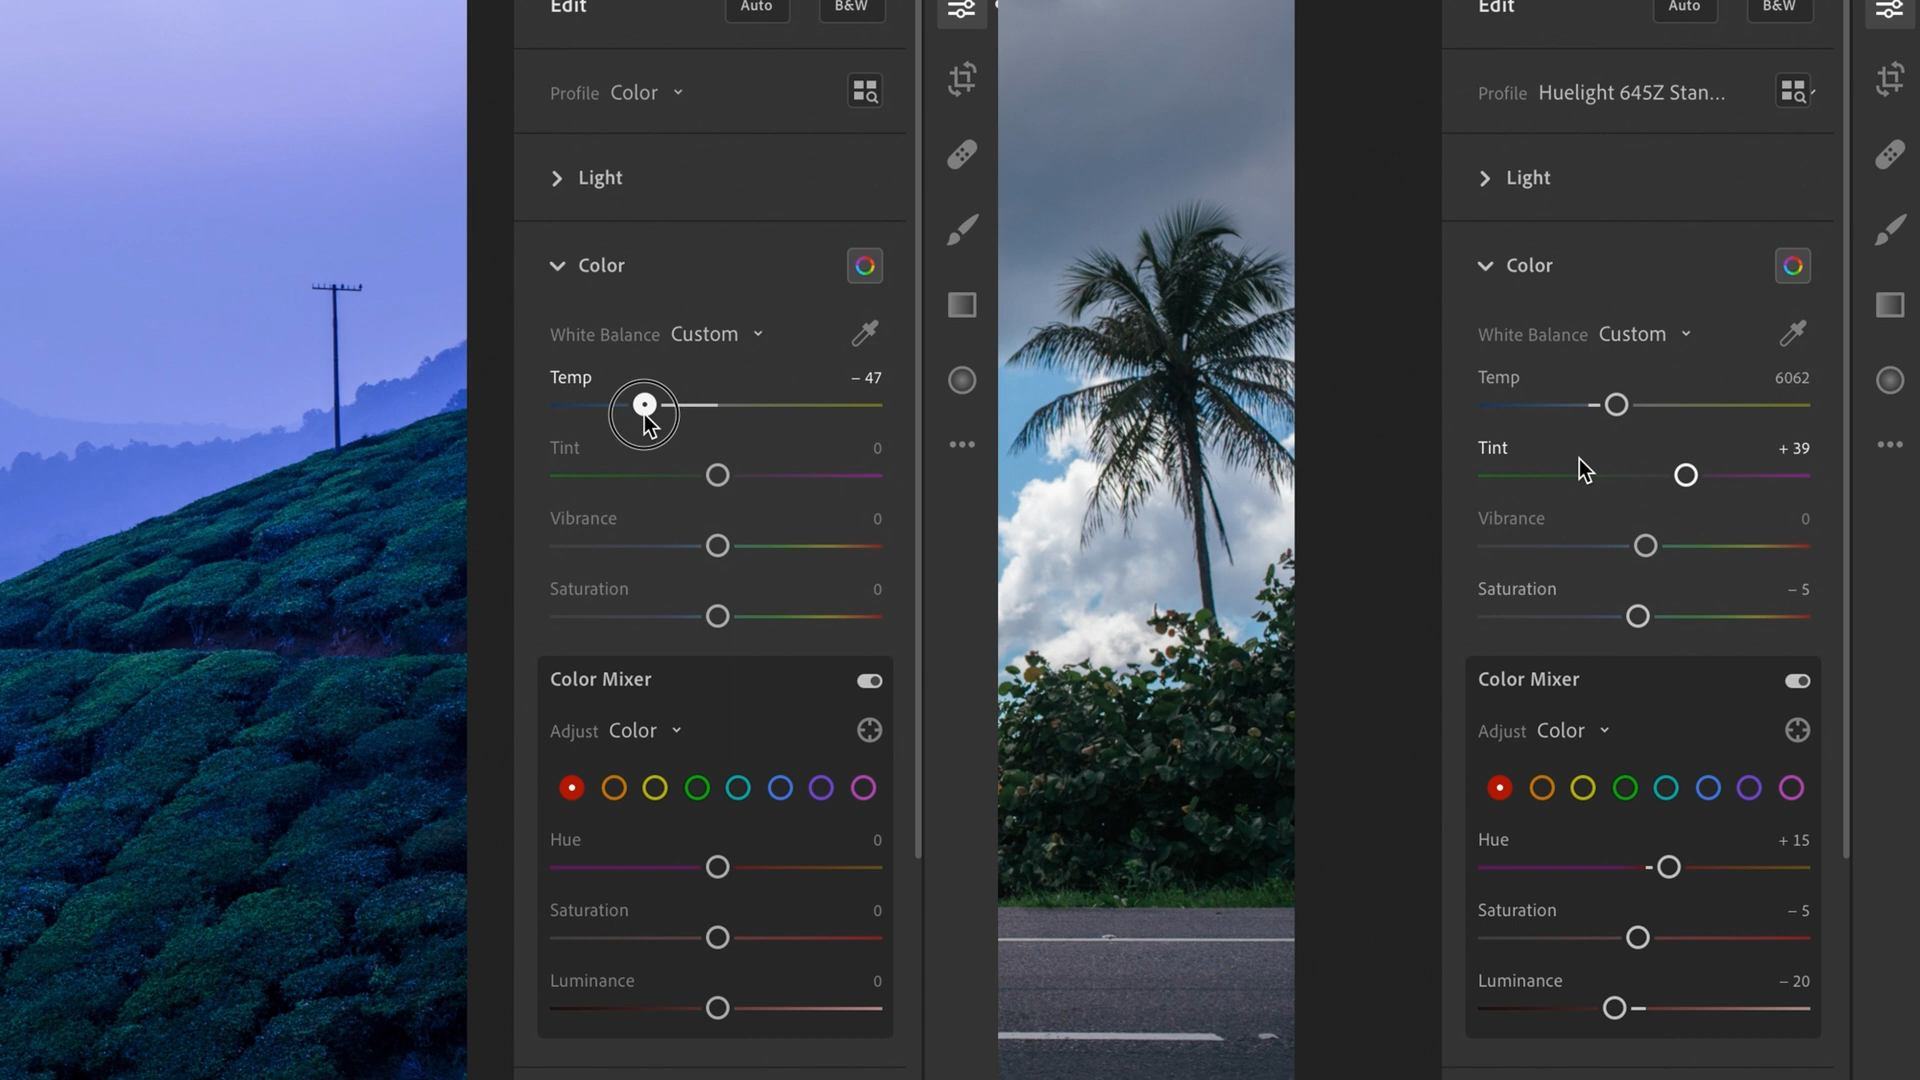 Edit Auto B&W
Profile Color
Light
Color
White Balance Custom
Temp – 47
Tint 0
Vibrance 0
Saturation 0
Color Mixer
Adjust Color
Hue 0
Saturation 0
Luminance 0
Edit Auto B&W
Profile Huelight 645Z Stan...
Light
Color
White Balance Custom
Temp 6062
Tint + 39
Vibrance 0
Saturation – 5
Color Mixer
Adjust Color
Hue + 15
Saturation – 5
Luminance – 20